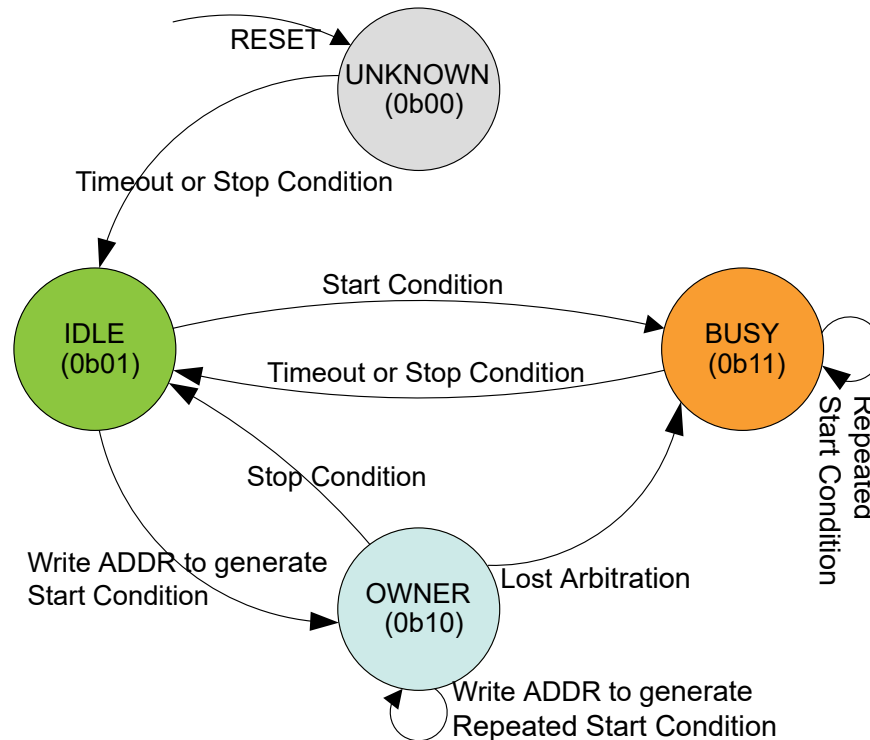 RESET
UNKNOWN
(0b00)
Timeout or Stop Condition
Start Condition
IDLE
(0b01)
BUSY
(0b11)
Timeout or Stop Condition
Repeated
Start Condition
Stop Condition
Write ADDR to generate
Start Condition
Lost Arbitration
OWNER
(0b10)
Write ADDR to generate
Repeated Start Condition